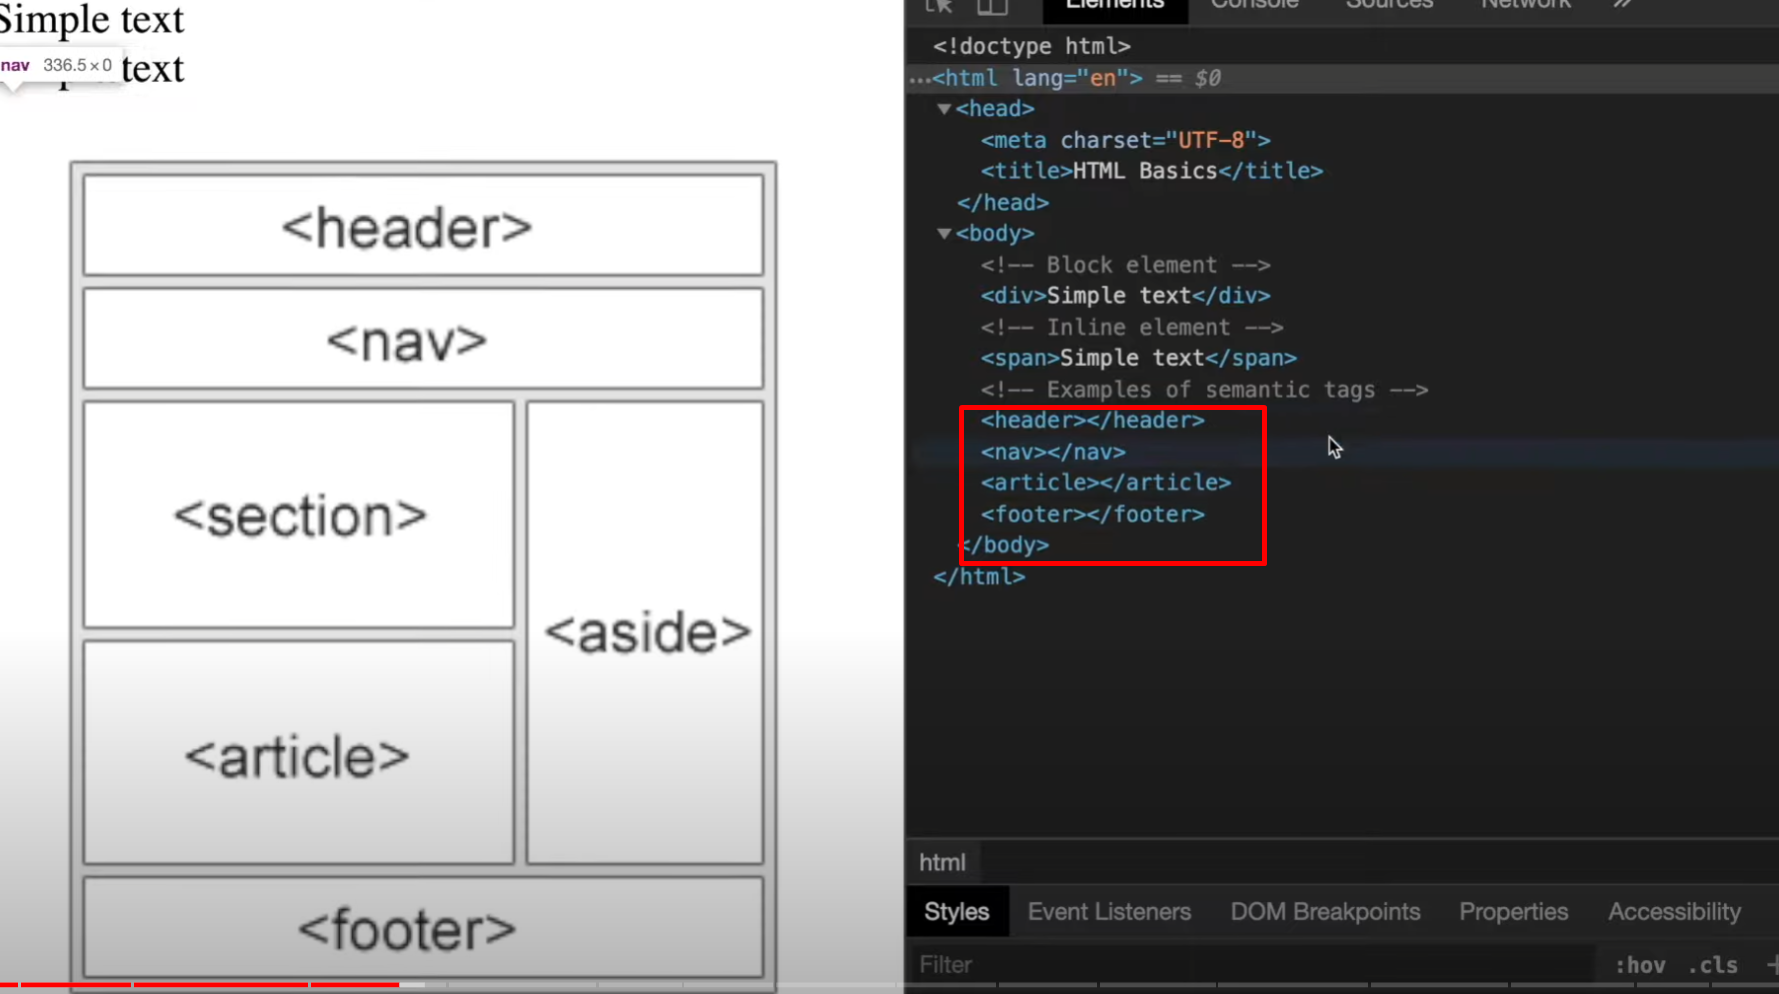 Simple text
nav 336.5×0
text
<header>
<nav>
<section>
<aside>
<article>
<footer>
Elements Console Sources Network »
<!doctype html>
…<html lang="en"> == $0
▼<head>
<meta charset="UTF-8">
<title>HTML Basics</title>
</head>
▼<body>
<!-- Block element -->
<div>Simple text</div>
<!-- Inline element -->
<span>Simple text</span>
<!-- Examples of semantic tags -->
<header></header>
<nav></nav>
<article></article>
<footer></footer>
</body>
</html>
html
Styles Event Listeners DOM Breakpoints Properties Accessibility
Filter :hov .cls +